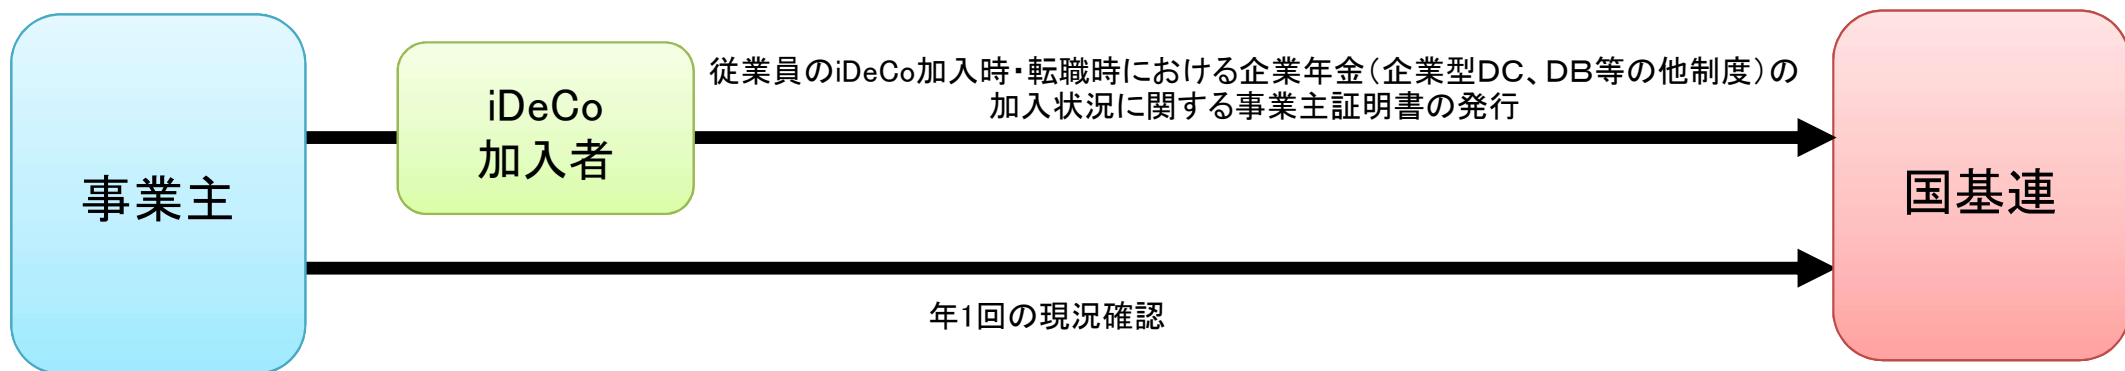 事業主
iDeCo
加入者
従業員のiDeCo加入時・転職時における企業年金（企業型DC、DB等の他制度）の
加入状況に関する事業主証明書の発行
国基連
年1回の現況確認